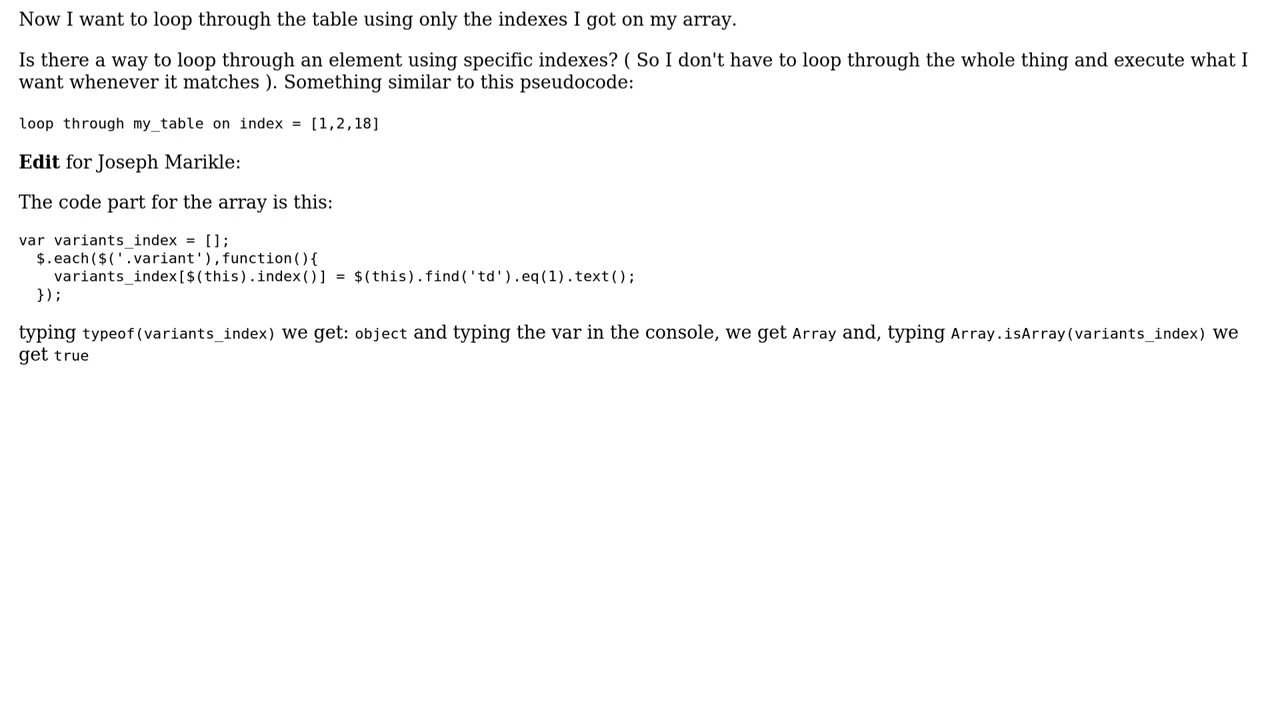 Now I want to loop through the table using only the indexes I got on my array.
Is there a way to loop through an element using specific indexes? ( So I don't have to loop through the whole thing and execute what I
want whenever it matches ). Something similar to this pseudocode:
loop through my_table on index = [1,2,18]
Edit for Joseph Marikle:
The code part for the array is this:
var variants_index = [];
  $.each($('.variant'),function(){
    variants_index[$(this).index()] = $(this).find('td').eq(1).text();
  });
typing typeof(variants_index) we get: object and typing the var in the console, we get Array and, typing Array.isArray(variants_index) we
get true